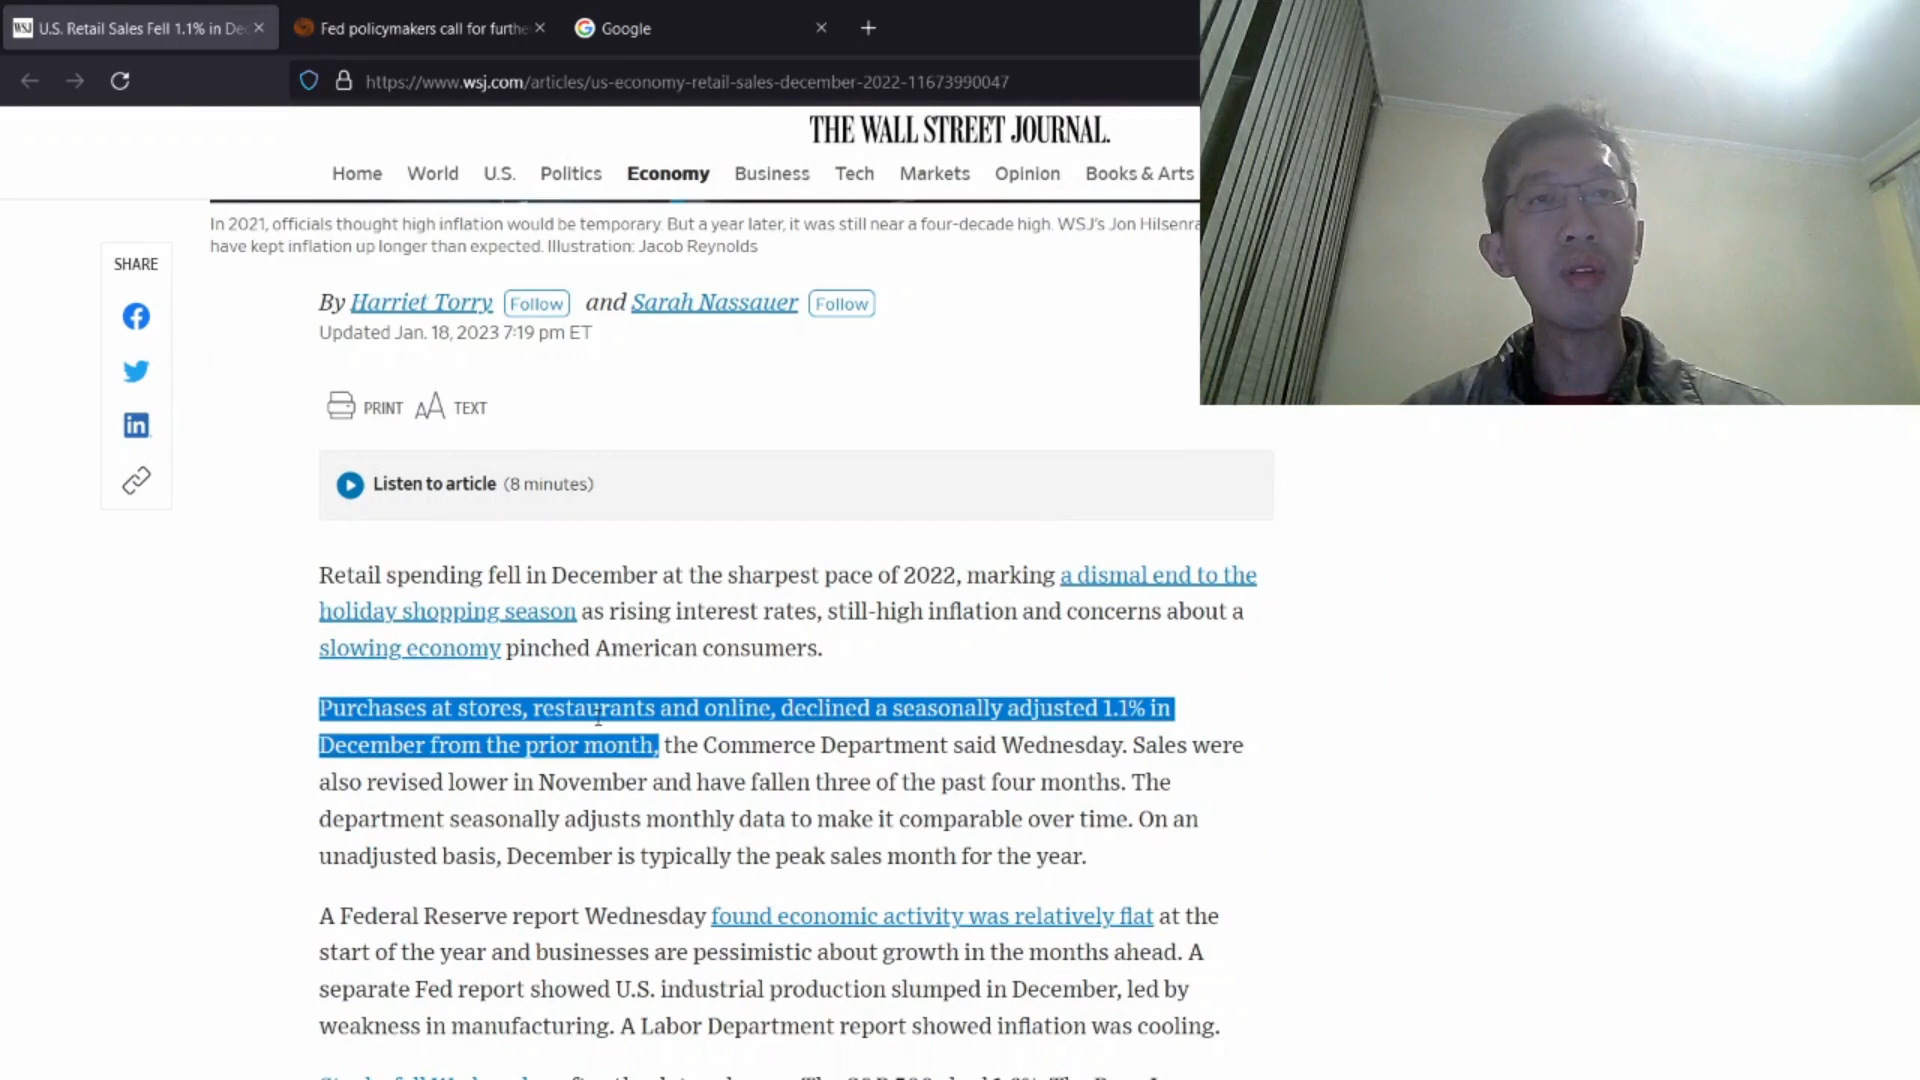 WSJ U.S. Retail Sales Fell 1.1% in Dec
Fed policymakers call for furthe
Google
https://www.wsj.com/articles/us-economy-retail-sales-december-2022-11673990047
THE WALL STREET JOURNAL.
Home World U.S. Politics Economy Business Tech Markets Opinion Books & Arts
In 2021, officials thought high inflation would be temporary. But a year later, it was still near a four-decade high. WSJ's Jon Hilsenra
have kept inflation up longer than expected. Illustration: Jacob Reynolds
SHARE
By Harriet Torry Follow and Sarah Nassauer Follow
Updated Jan. 18, 2023 7:19 pm ET
PRINT AA TEXT
Listen to article (8 minutes)
Retail spending fell in December at the sharpest pace of 2022, marking a dismal end to the
holiday shopping season as rising interest rates, still-high inflation and concerns about a
slowing economy pinched American consumers.
Purchases at stores, restaurants and online, declined a seasonally adjusted 1.1% in
December from the prior month, the Commerce Department said Wednesday. Sales were
also revised lower in November and have fallen three of the past four months. The
department seasonally adjusts monthly data to make it comparable over time. On an
unadjusted basis, December is typically the peak sales month for the year.
A Federal Reserve report Wednesday found economic activity was relatively flat at the
start of the year and businesses are pessimistic about growth in the months ahead. A
separate Fed report showed U.S. industrial production slumped in December, led by
weakness in manufacturing. A Labor Department report showed inflation was cooling.